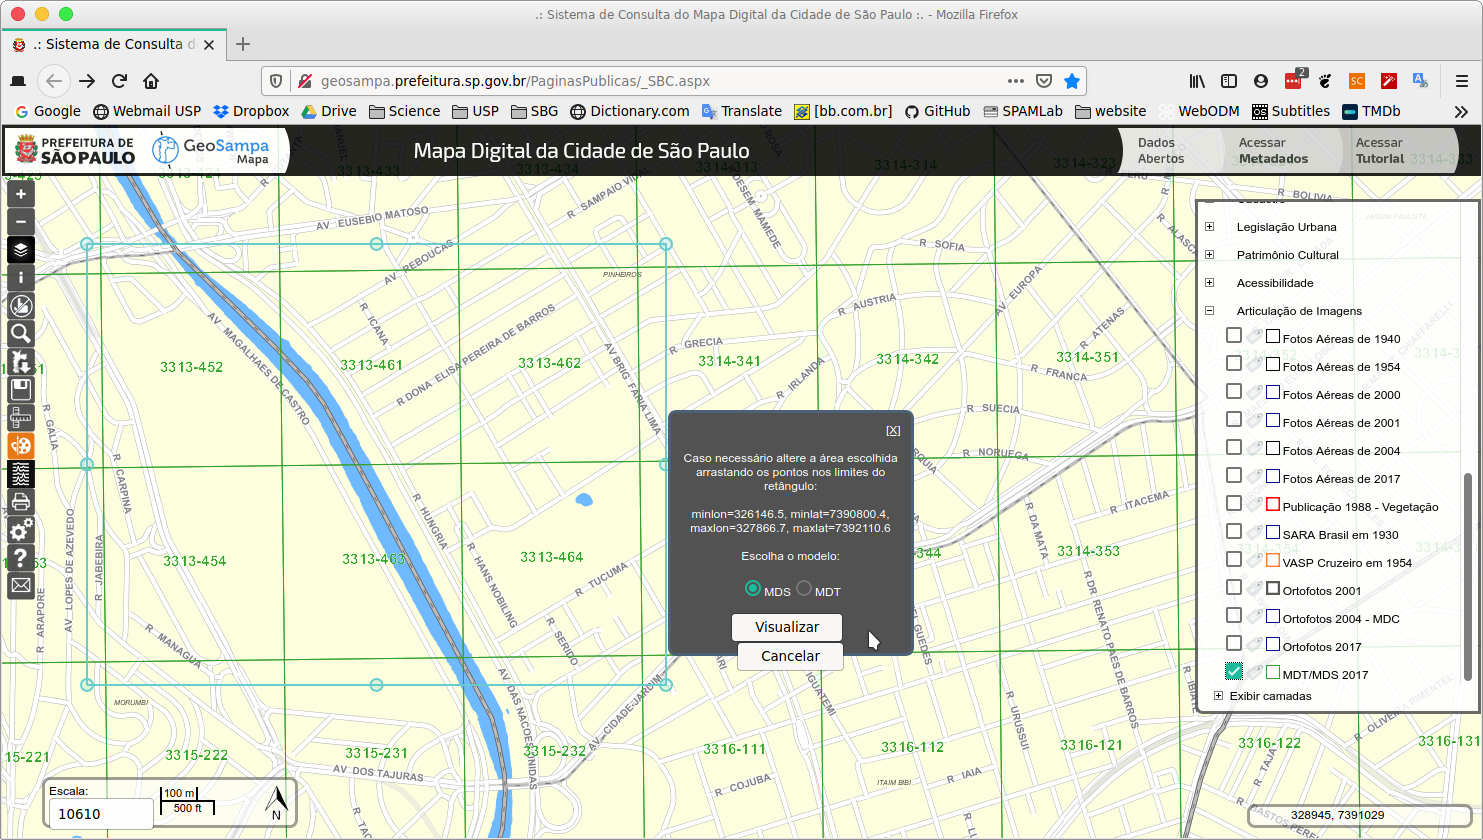 .: Sistema de Consulta do Mapa Digital da Cidade de São Paulo :. - Mozilla Firefox
.: Sistema de Consulta d
geosampa.prefeitura.sp.gov.br/PaginasPublicas/_SBC.aspx
2
SC
Google
Webmail USP
Dropbox
Drive
Science
USP
SBG
Dictionary.com
Translate
[bb.com.br]
GitHub
SPAMLab
website
WebODM
Subtitles
TMDb
PREFEITURA DE
SÃO PAULO
GeoSampa
Mapa
Mapa Digital da Cidade de São Paulo
Dados
Abertos
Acessar
Metadados
Acessar
Tutorial
3313-433
3313-434
3314-313
3314-314
3314-323
R. SAMPAIO VIDAL
AV EUSEBIO MATOSO
AV. REBOUCAS
DESEM. MAMEDE
R. SOFIA
R. BOLIVIA
R. ALASCA
PINHEIROS
AV. EUROPA
R. AUSTRIA
R. ATENAS
R. ICANA
AV. MAGALHAES DE CASTRO
R. DONA ELISA PEREIRA DE BARROS
AV BRIG. FARIA LIMA
R. GRECIA
R. IRLANDA
R. FRANCA
R. SUECIA
R. NORUEGA
R. ITACEMA
3313-452
3313-461
3313-462
3314-341
3314-342
3314-351
R. GALIA
R. CARPINA
R. HUNGRIA
R. HANS NOBILING
R. TUCUMA
R. SERIDO
R. DA MATA
R DR. RENATO PAES DE BARROS
AV. LOPES DE AZEVEDO
R. JABEBIRA
R. ARAPORE
R. MANAGUA
MORUMBI
3313-454
3313-463
3313-464
344
3314-353
AV. DAS NACOES UNIDAS
AV. CIDADE-JARDIM
IGUATEMI
R. URUSSUI
15-221
3315-222
3315-231
3315-232
3316-111
3316-112
3316-121
3316-122
3316-131
AV DOS TAJURAS
R. COJUBA
ITAIM BIBI
R. IAIA
R. TAJA
[X]
Caso necessário altere a área escolhida
arrastando os pontos nos limites do
retângulo:
minlon=326146.5, minlat=7390800.4,
maxlon=327866.7, maxlat=7392110.6
Escolha o modelo:
MDS
MDT
Visualizar
Cancelar
Legislação Urbana
Patrimônio Cultural
Acessibilidade
Articulação de Imagens
Fotos Aéreas de 1940
Fotos Aéreas de 1954
Fotos Aéreas de 2000
Fotos Aéreas de 2001
Fotos Aéreas de 2004
Fotos Aéreas de 2017
Publicação 1988 - Vegetação
SARA Brasil em 1930
VASP Cruzeiro em 1954
Ortofotos 2001
Ortofotos 2004 - MDC
Ortofotos 2017
MDT/MDS 2017
Exibir camadas
Escala:
10610
100 m
500 ft
N
328945, 7391029